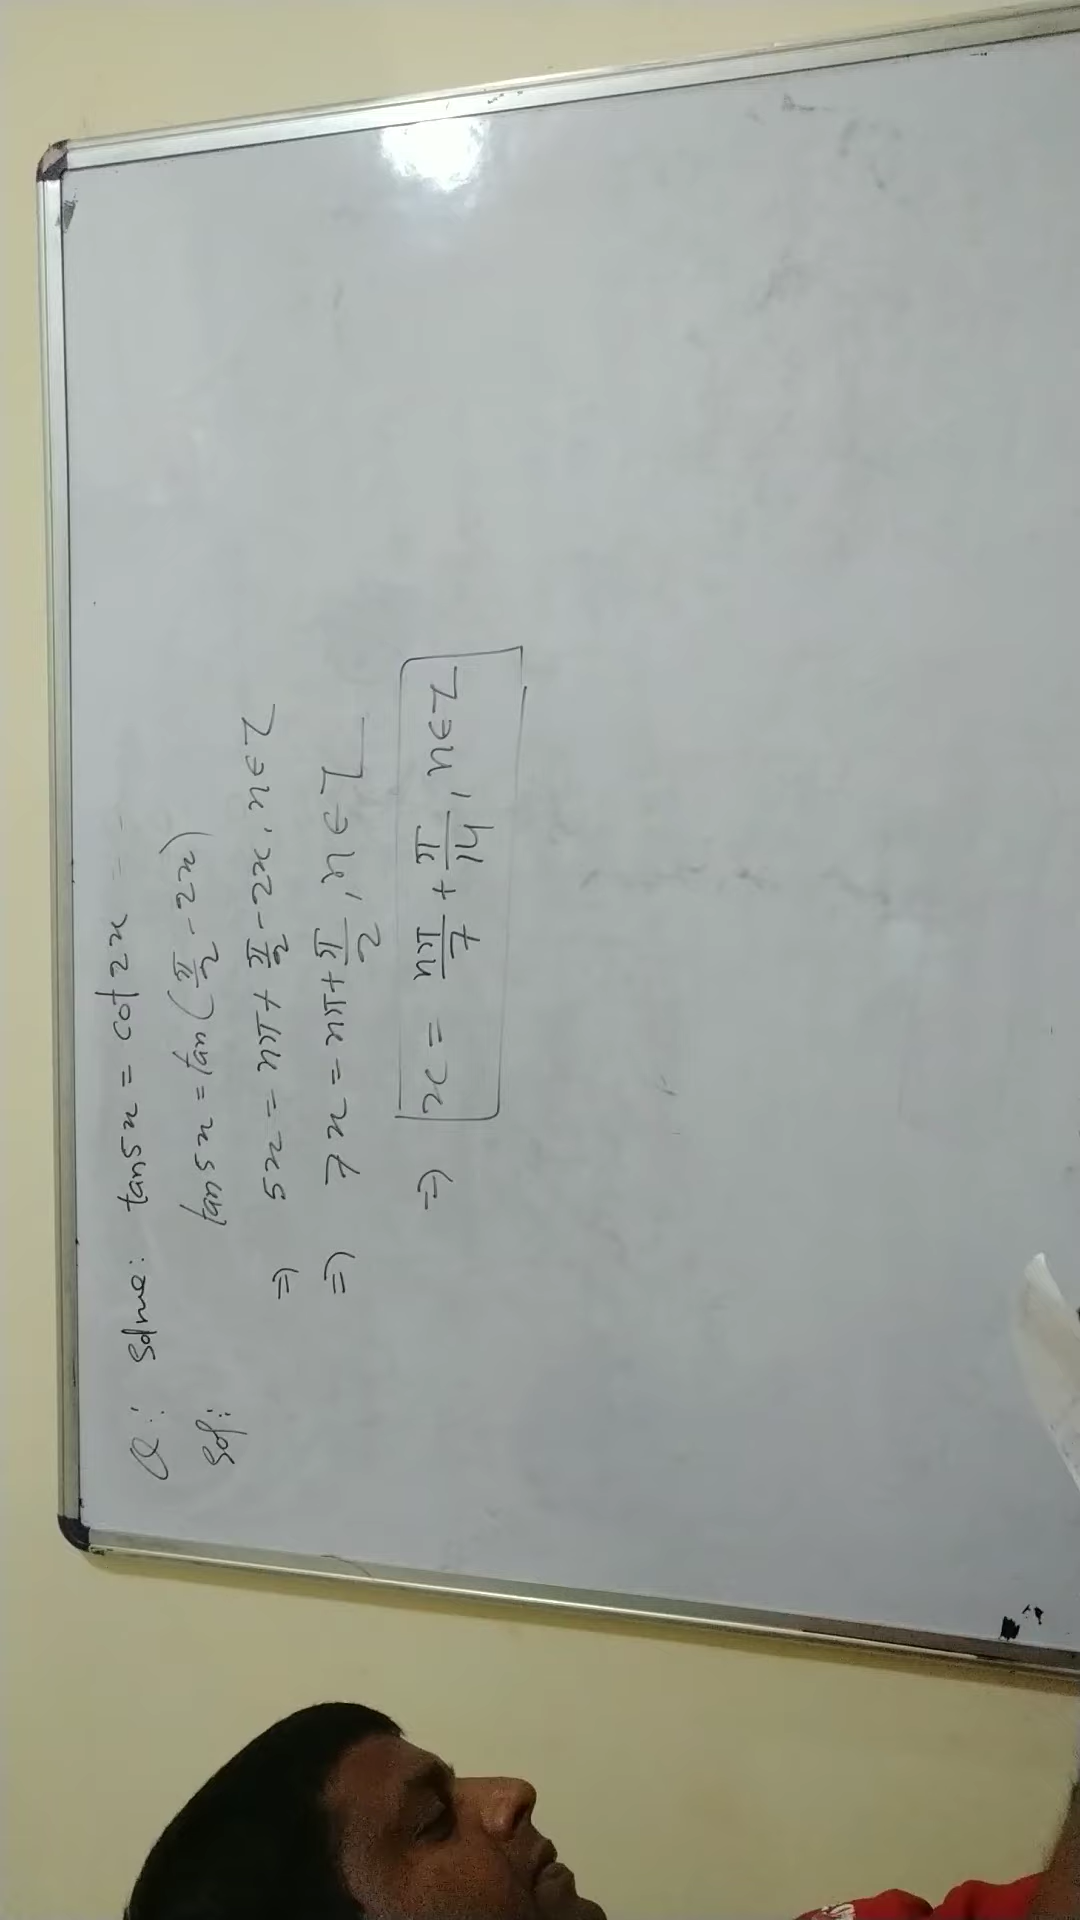 Q: Solve: tan5x = cot2x
Sol: tan5x = tan(π/2 - 2x)
⇒ 5x = nπ + π/2 - 2x, n∈Z
⇒ 7x = nπ + π/2, n∈Z
⇒ x = nπ/7 + π/14, n∈Z